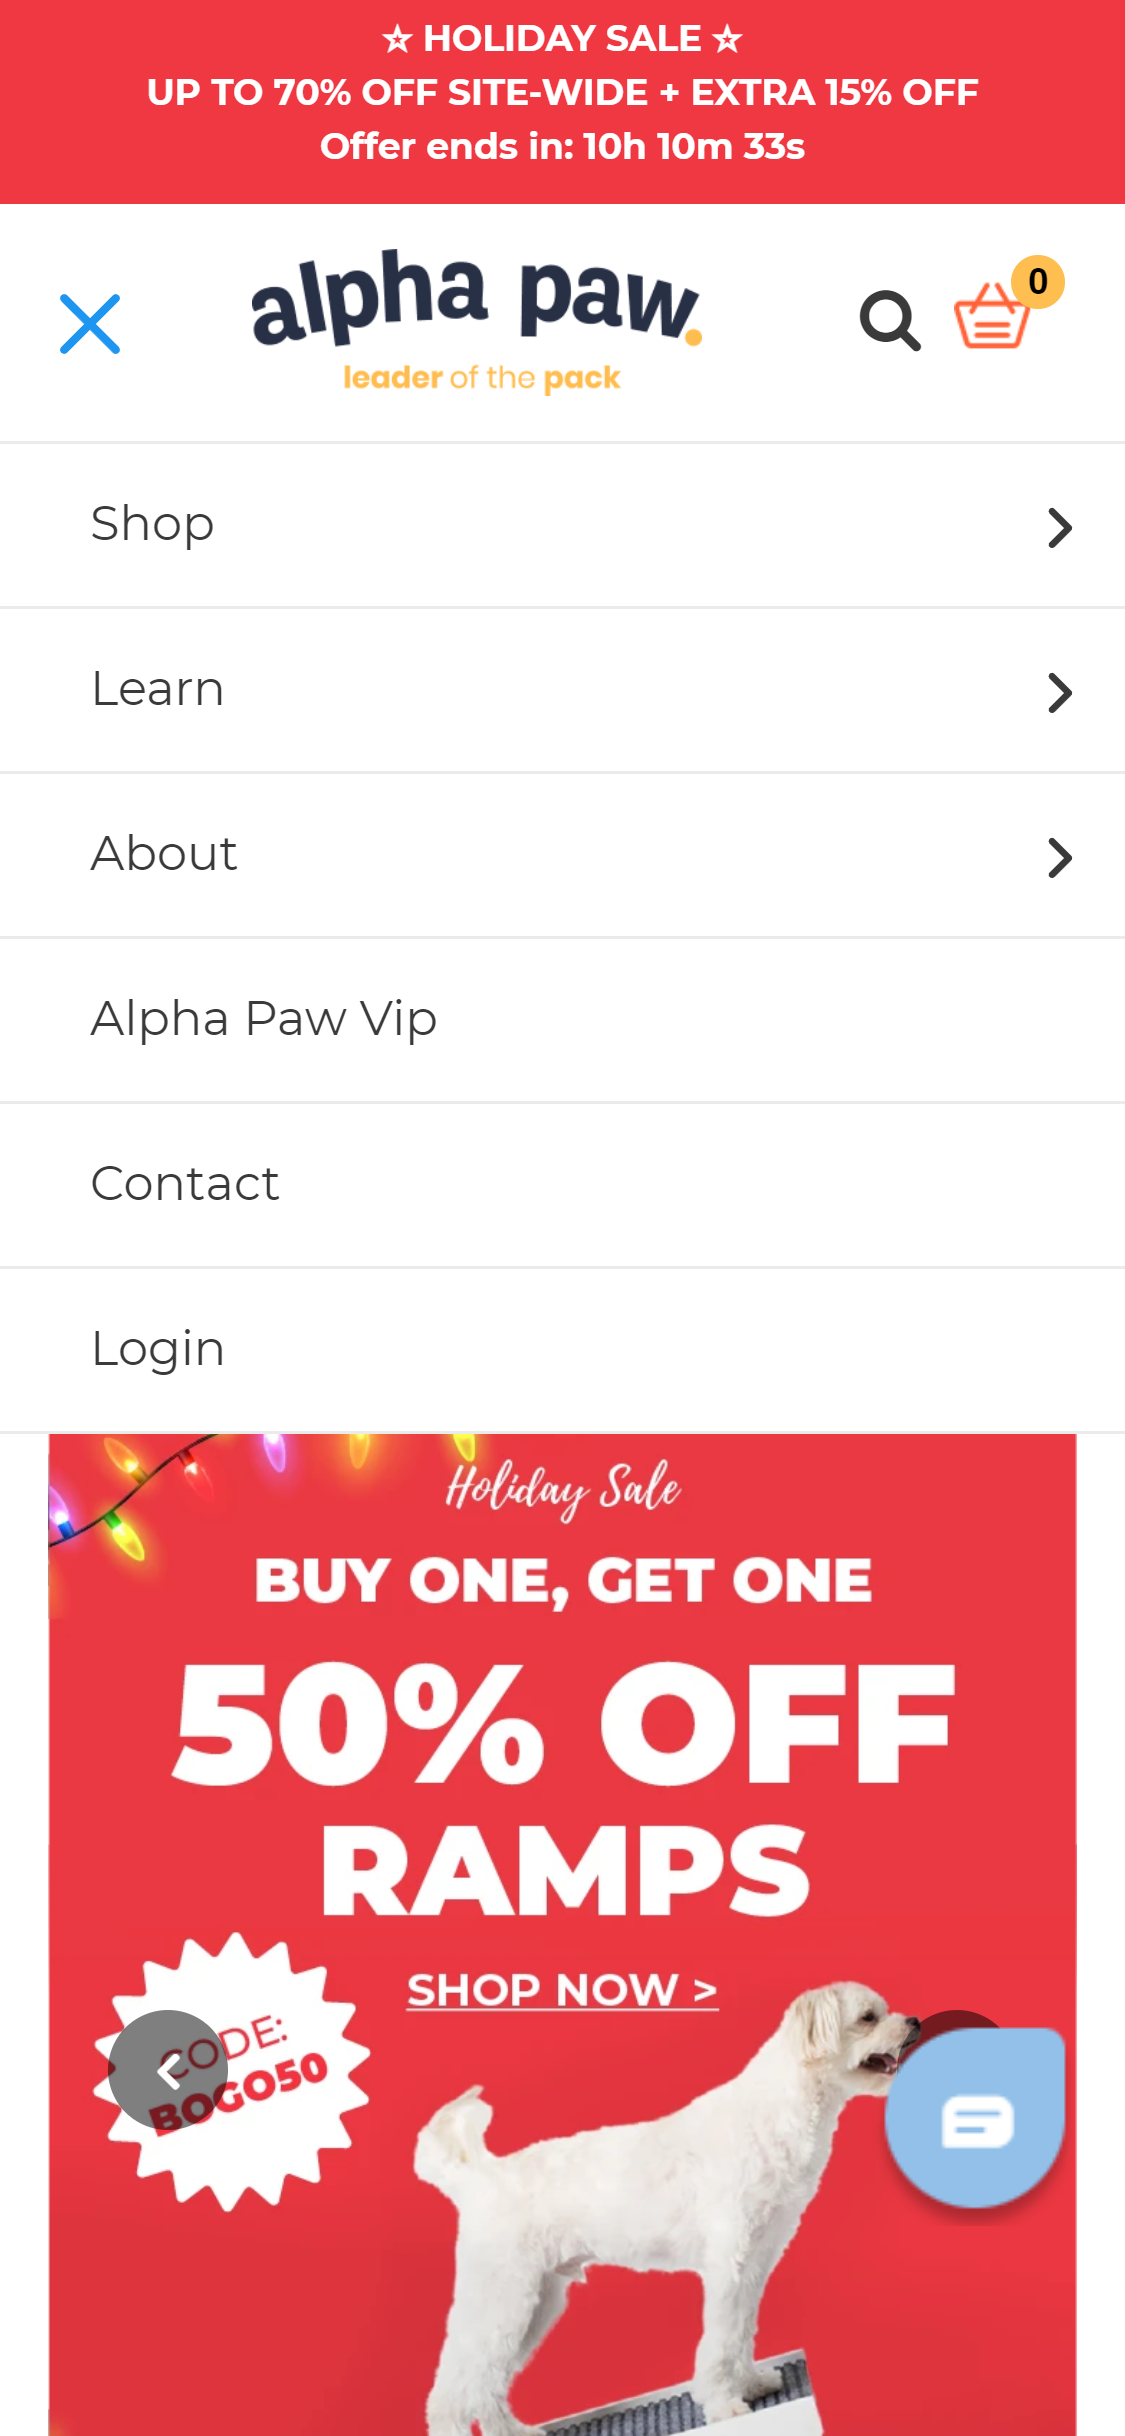 ☆ HOLIDAY SALE ☆
UP TO 70% OFF SITE-WIDE + EXTRA 15% OFF
Offer ends in: 10h 10m 33s
alpha paw.
leader of the pack
0
Shop
Learn
About
Alpha Paw Vip
Contact
Login
Holiday Sale
BUY ONE, GET ONE
50% OFF
RAMPS
SHOP NOW >
CODE:
BOGO50